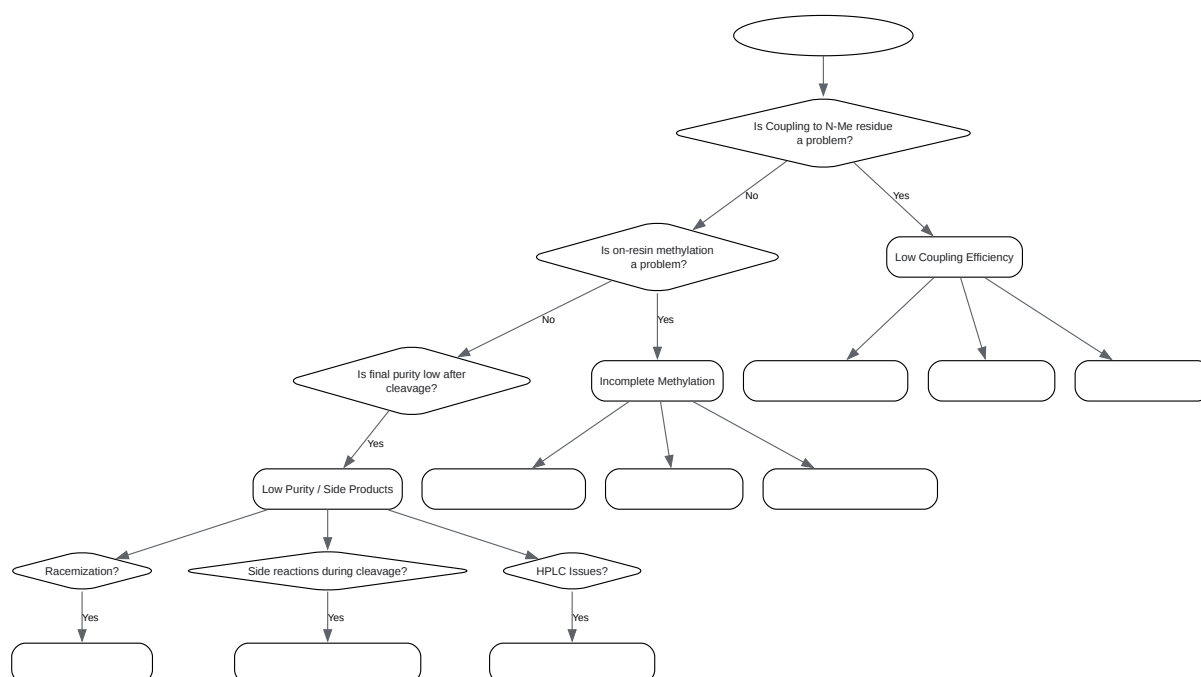 Is Coupling to N-Me residue
a problem?
No
Yes
Is on-resin methylation
a problem?
Low Coupling Efficiency
No
Yes
Is final purity low after
cleavage?
Incomplete Methylation
Yes
Low Purity / Side Products
Racemization?
Side reactions during cleavage?
HPLC Issues?
Yes
Yes
Yes